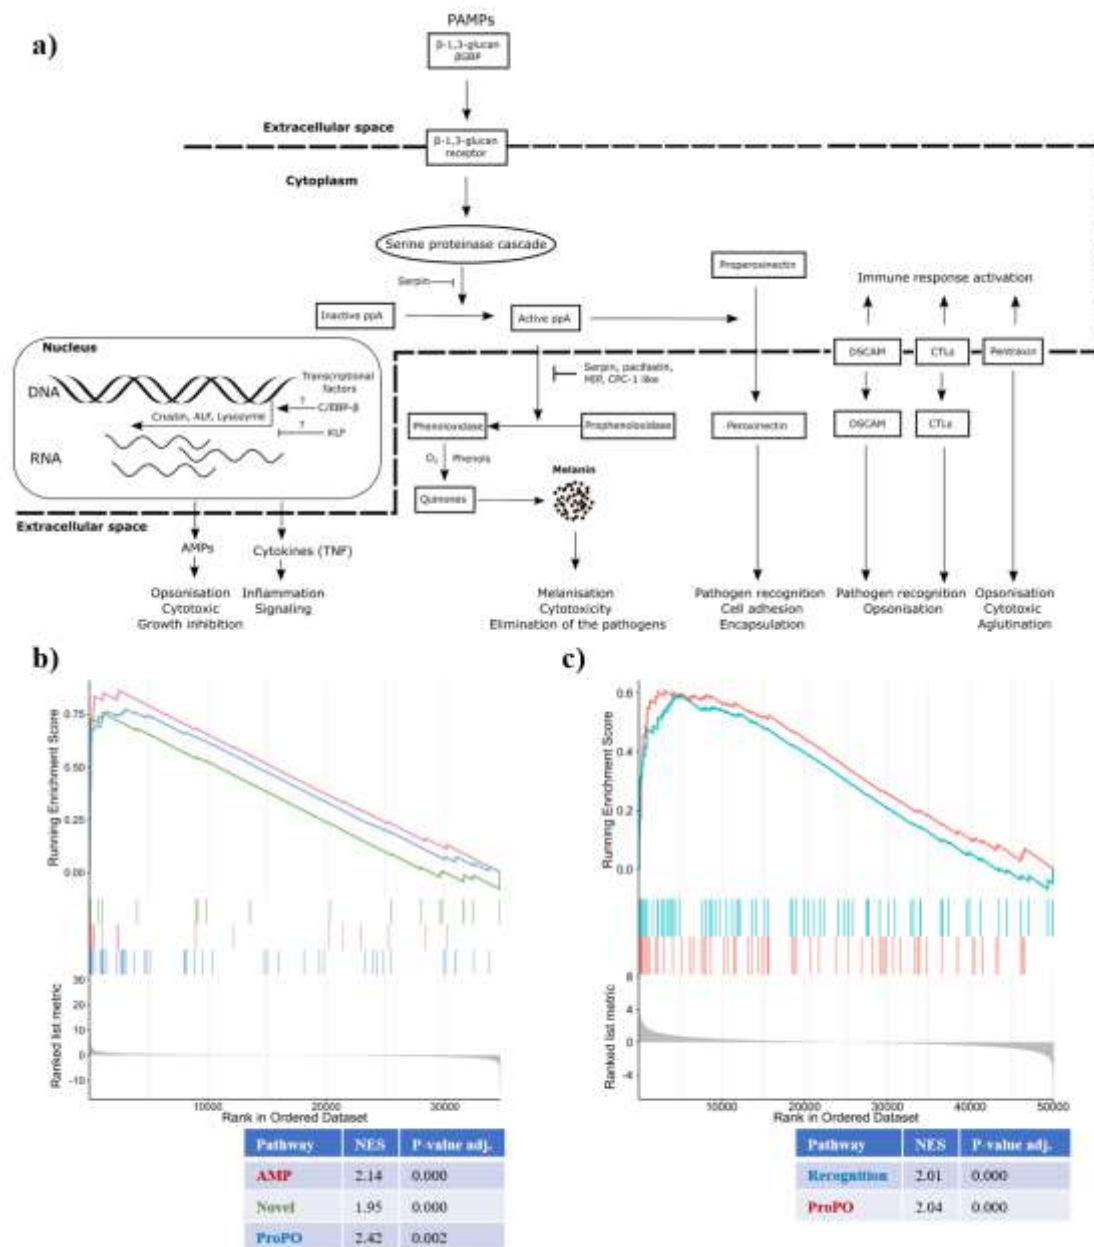 a)
PAMPs
β-1,3-glucan
βGBP
Extracellular space
β-1,3-glucan
receptor
Cytoplasm
Serine proteinase cascade
Serpin
Properoxinectin
Immune response activation
Inactive ppA
Active ppA
Nucleus
DSCAM
CTLs
Pentraxin
DNA
Transcriptional
factors
Serpin, pacifastin,
MIP, CPC-1 like
?
C/EBP-β
Crustin, ALF, Lysozyme
?
KLF
Phenoloxidase
Prophenoloxidase
Peroxinectin
DSCAM
CTLs
RNA
O₂
Phenols
Melanin
Quinones
Extracellular space
AMPs
Cytokines (TNF)
Opsonisation
Cytotoxic
Growth inhibition
Inflammation
Signaling
Melanisation
Cytotoxicity
Elimination of the pathogens
Pathogen recognition
Cell adhesion
Encapsulation
Pathogen recognition
Opsonisation
Opsonisation
Cytotoxic
Aglutination
b)
Running Enrichment Score
0.75
0.50
0.25
0.00
Ranked list metric
30
20
10
0
-10
10000 20000 30000
Rank in Ordered Dataset
Pathway NES P-value adj.
AMP 2.14 0.000
Novel 1.95 0.000
ProPO 2.42 0.002
c)
Running Enrichment Score
0.6
0.4
0.2
0.0
Ranked list metric
8
4
0
-4
10000 20000 30000 40000 50000
Rank in Ordered Dataset
Pathway NES P-value adj.
Recognition 2.01 0.000
ProPO 2.04 0.000